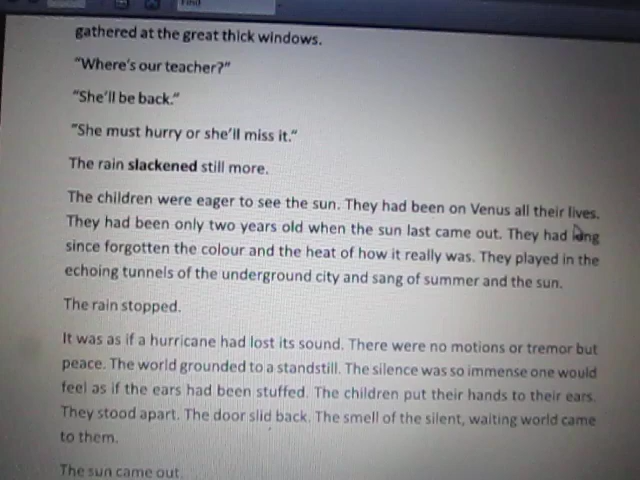 Find
gathered at the great thick windows.
"Where's our teacher?"
"She'll be back."
"She must hurry or she'll miss it."
The rain slackened still more.
The children were eager to see the sun. They had been on Venus all their lives.
They had been only two years old when the sun last came out. They had long
since forgotten the colour and the heat of how it really was. They played in the
echoing tunnels of the underground city and sang of summer and the sun.
The rain stopped.
It was as if a hurricane had lost its sound. There were no motions or tremor but
peace. The world grounded to a standstill. The silence was so immense one would
feel as if the ears had been stuffed. The children put their hands to their ears.
They stood apart. The door slid back. The smell of the silent, waiting world came
to them.
The sun came out.